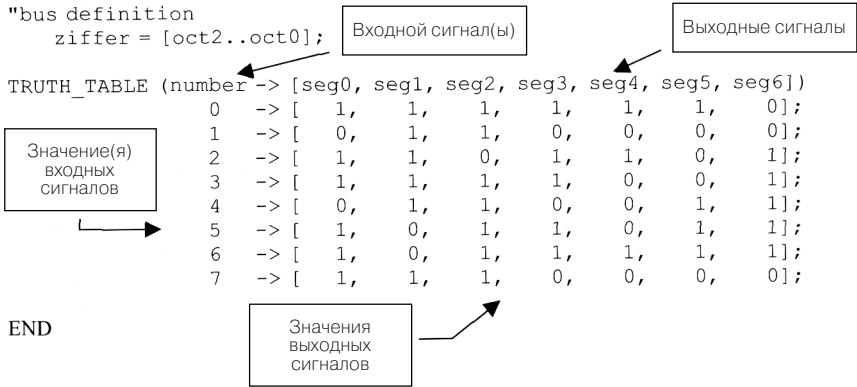 "bus definition
ziffer = [oct2..oct0];
Входной сигнал(ы)
Выходные сигналы
TRUTH_TABLE (number -> [seg0, seg1, seg2, seg3, seg4, seg5, seg6])
0 -> [ 1, 1, 1, 1, 1, 1, 0];
1 -> [ 0, 1, 1, 0, 0, 0, 0];
2 -> [ 1, 1, 0, 1, 1, 0, 1];
3 -> [ 1, 1, 1, 1, 0, 0, 1];
4 -> [ 0, 1, 1, 0, 0, 1, 1];
5 -> [ 1, 0, 1, 1, 0, 1, 1];
6 -> [ 1, 0, 1, 1, 1, 1, 1];
7 -> [ 1, 1, 1, 0, 0, 0, 0];
Значение(я)
входных
сигналов
END
Значения
выходных
сигналов